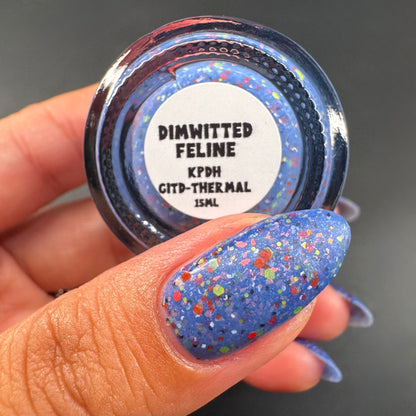 DIMWITTED
FELINE
KPDH
GITD-THERMAL
15ML